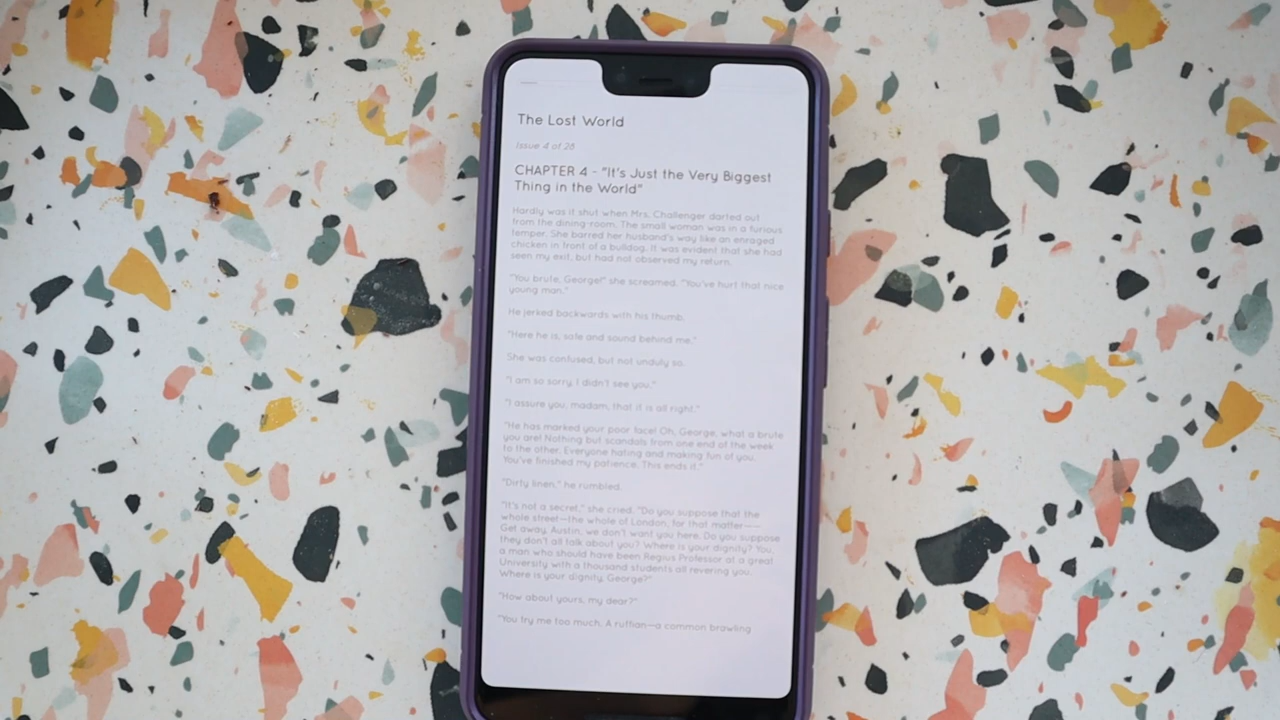 The Lost World
Issue 4 of 28
CHAPTER 4 - "It's Just the Very Biggest
Thing in the World"
Hardly was it shut when Mrs. Challenger darted out
from the dining-room. The small woman was in a furious
temper. She barred her husband's way like an enraged
chicken in front of a bulldog. It was evident that she had
seen my exit, but had not observed my return.
"You brute, George!" she screamed. "You've hurt that nice
young man."
He jerked backwards with his thumb.
"Here he is, safe and sound behind me."
She was confused, but not unduly so.
"I am so sorry, I didn't see you."
"I assure you, madam, that it is all right."
"He has marked your poor face! Oh, George, what a brute
you are! Nothing but scandals from one end of the week
to the other. Everyone hating and making fun of you.
You've finished my patience. This ends it."
"Dirty linen," he rumbled.
"It's not a secret," she cried. "Do you suppose that the
whole street—the whole of London, for that matter——
Get away, Austin, we don't want you here. Do you suppose
they don't all talk about you? Where is your dignity? You,
a man who should have been Regius Professor at a great
University with a thousand students all revering you.
Where is your dignity, George?"
"How about yours, my dear?"
"You try me too much. A ruffian—a common brawling